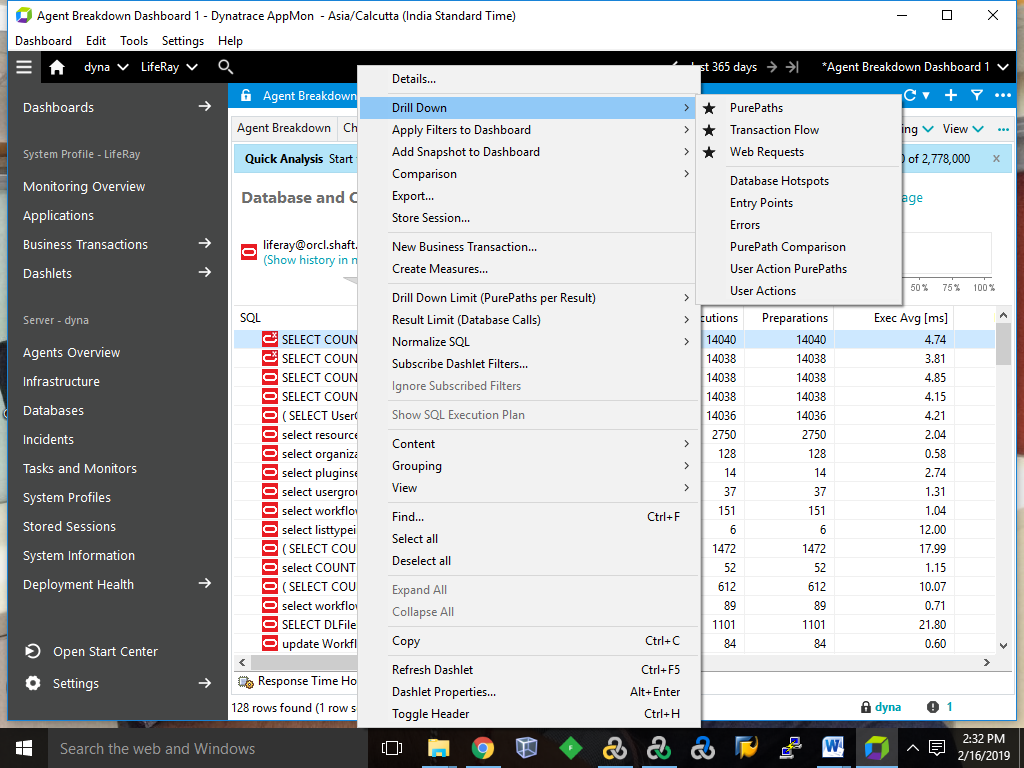 Agent Breakdown Dashboard 1 - Dynatrace AppMon - Asia/Calcutta (India Standard Time)
Dashboard Edit Tools Settings Help
dyna LifeRay last 365 days *Agent Breakdown Dashboard 1
Dashboards
System Profile - LifeRay
Monitoring Overview
Applications
Business Transactions
Dashlets
Server - dyna
Agents Overview
Infrastructure
Databases
Incidents
Tasks and Monitors
System Profiles
Stored Sessions
System Information
Deployment Health
Open Start Center
Settings
Agent Breakdown
Agent Breakdown Ch
View
Quick Analysis Start
of 2,778,000
Database and C
liferay@orcl.shaft.
(Show history in n
50% 75% 100%
Details...
Drill Down
Apply Filters to Dashboard
Add Snapshot to Dashboard
Comparison
Export...
Store Session...
New Business Transaction...
Create Measures...
Drill Down Limit (PurePaths per Result)
Result Limit (Database Calls)
Normalize SQL
Subscribe Dashlet Filters...
Ignore Subscribed Filters
Show SQL Execution Plan
Content
Grouping
View
Find... Ctrl+F
Select all
Deselect all
Expand All
Collapse All
Copy Ctrl+C
Refresh Dashlet Ctrl+F5
Dashlet Properties... Alt+Enter
Toggle Header Ctrl+H
PurePaths
Transaction Flow
Web Requests
Database Hotspots
Entry Points
Errors
PurePath Comparison
User Action PurePaths
User Actions
SQL cutions Preparations Exec Avg [ms]
SELECT COUN 14040 14040 4.74
SELECT COUN 14038 14038 3.81
SELECT COUN 14038 14038 4.85
SELECT COUN 14038 14038 4.15
( SELECT UserG 14036 14036 4.21
select resource 2750 2750 2.04
select organiza 128 128 0.58
select pluginse 14 14 2.74
select usergrou 37 37 1.31
select workflow 151 151 1.04
select listtypei 6 6 12.00
( SELECT COU 1472 1472 17.99
select COUNT 52 52 1.15
( SELECT COU 612 612 10.07
select workflow 89 89 0.71
SELECT DLFile 1101 1101 21.80
update Workfl 84 84 0.60
Response Time Ho
128 rows found (1 row s
dyna 1
Search the web and Windows
2:32 PM
2/16/2019